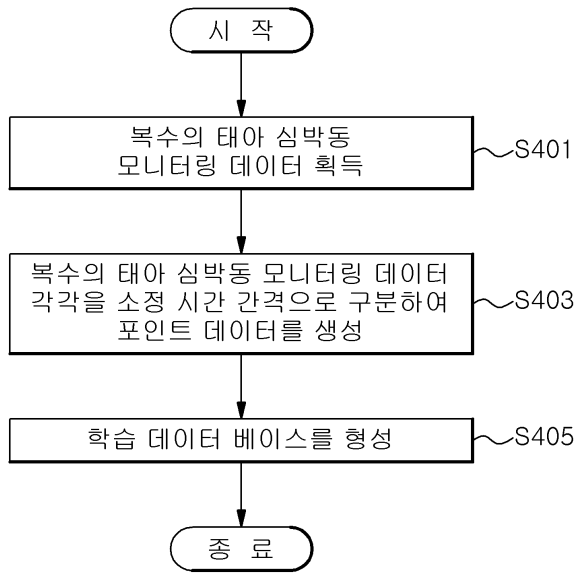 시 작
복수의 태아 심박동
모니터링 데이터 획득
S401
복수의 태아 심박동 모니터링 데이터
각각을 소정 시간 간격으로 구분하여
포인트 데이터를 생성
S403
학습 데이터 베이스를 형성
S405
종 료